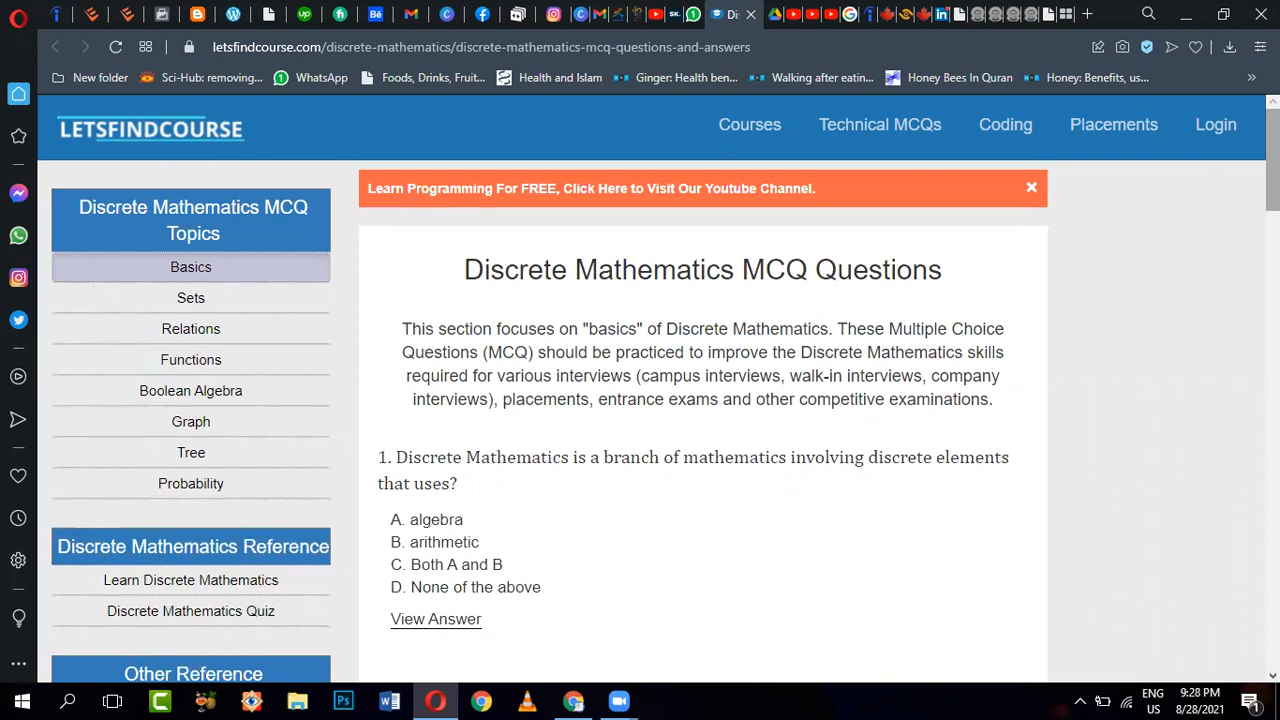 Di
letsfindcourse.com/discrete-mathematics/discrete-mathematics-mcq-questions-and-answers
New folder
Sci-Hub: removing...
WhatsApp
Foods, Drinks, Fruit...
Health and Islam
Ginger: Health ben...
Walking after eatin...
Honey Bees In Quran
Honey: Benefits, us...
LETSFINDCOURSE
Courses
Technical MCQs
Coding
Placements
Login
Learn Programming For FREE, Click Here to Visit Our Youtube Channel.
Discrete Mathematics MCQ
Topics
Basics
Sets
Relations
Functions
Boolean Algebra
Graph
Tree
Probability
Discrete Mathematics Reference
Learn Discrete Mathematics
Discrete Mathematics Quiz
Other Reference
Discrete Mathematics MCQ Questions
This section focuses on "basics" of Discrete Mathematics. These Multiple Choice
Questions (MCQ) should be practiced to improve the Discrete Mathematics skills
required for various interviews (campus interviews, walk-in interviews, company
interviews), placements, entrance exams and other competitive examinations.
1. Discrete Mathematics is a branch of mathematics involving discrete elements
that uses?
A. algebra
B. arithmetic
C. Both A and B
D. None of the above
View Answer
ENG
US
9:28 PM
8/28/2021